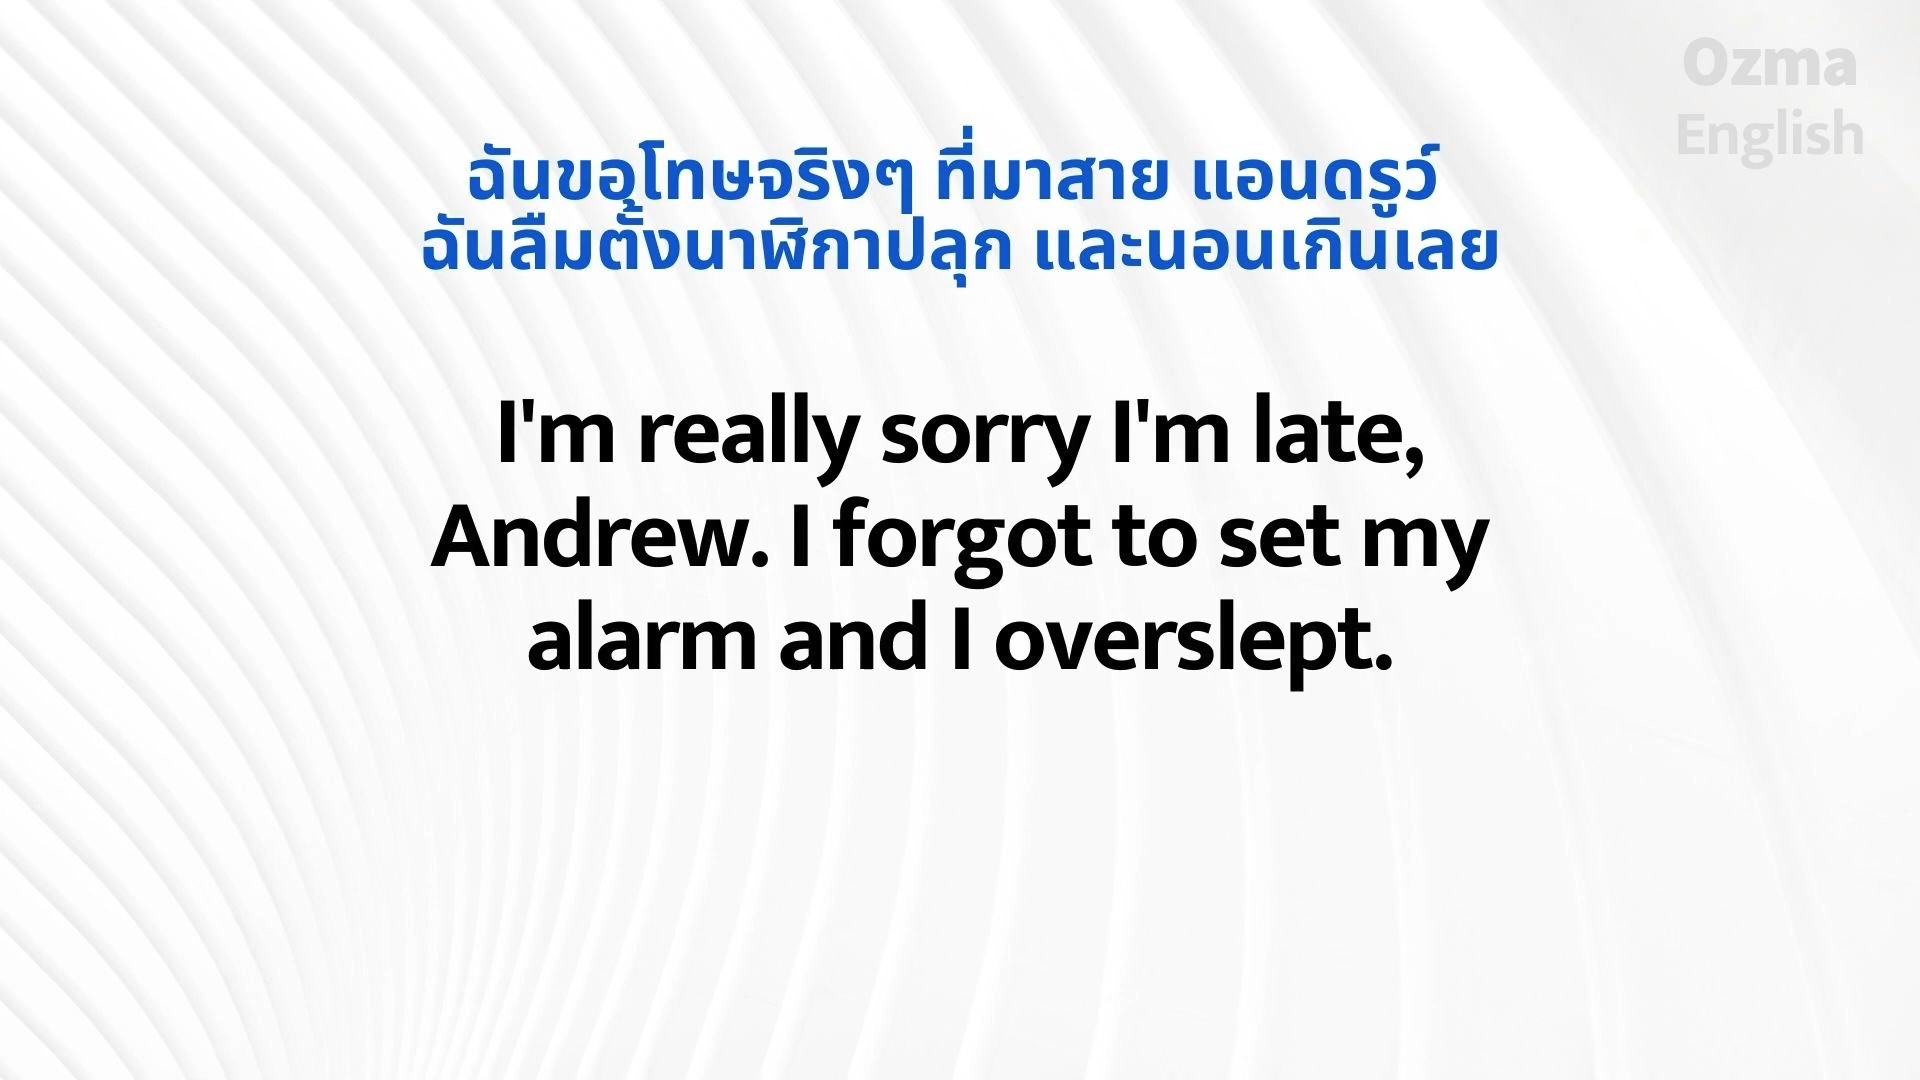 Ozma
English
ฉันขอโทษจริงๆ ที่มาสาย แอนดรูว์
ฉันลืมตั้งนาฬิกาปลุก และนอนเกินเลย
I'm really sorry I'm late,
Andrew. I forgot to set my
alarm and I overslept.